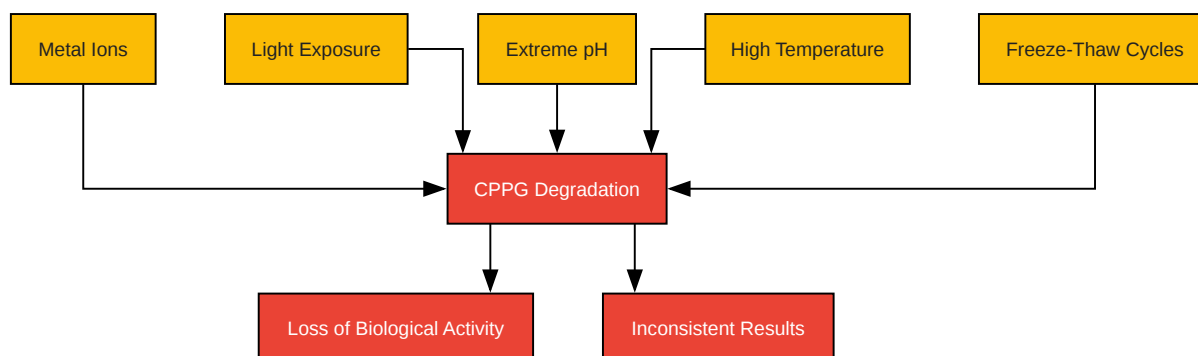 Metal Ions
Light Exposure
Extreme pH
High Temperature
Freeze-Thaw Cycles
CPPG Degradation
Loss of Biological Activity
Inconsistent Results